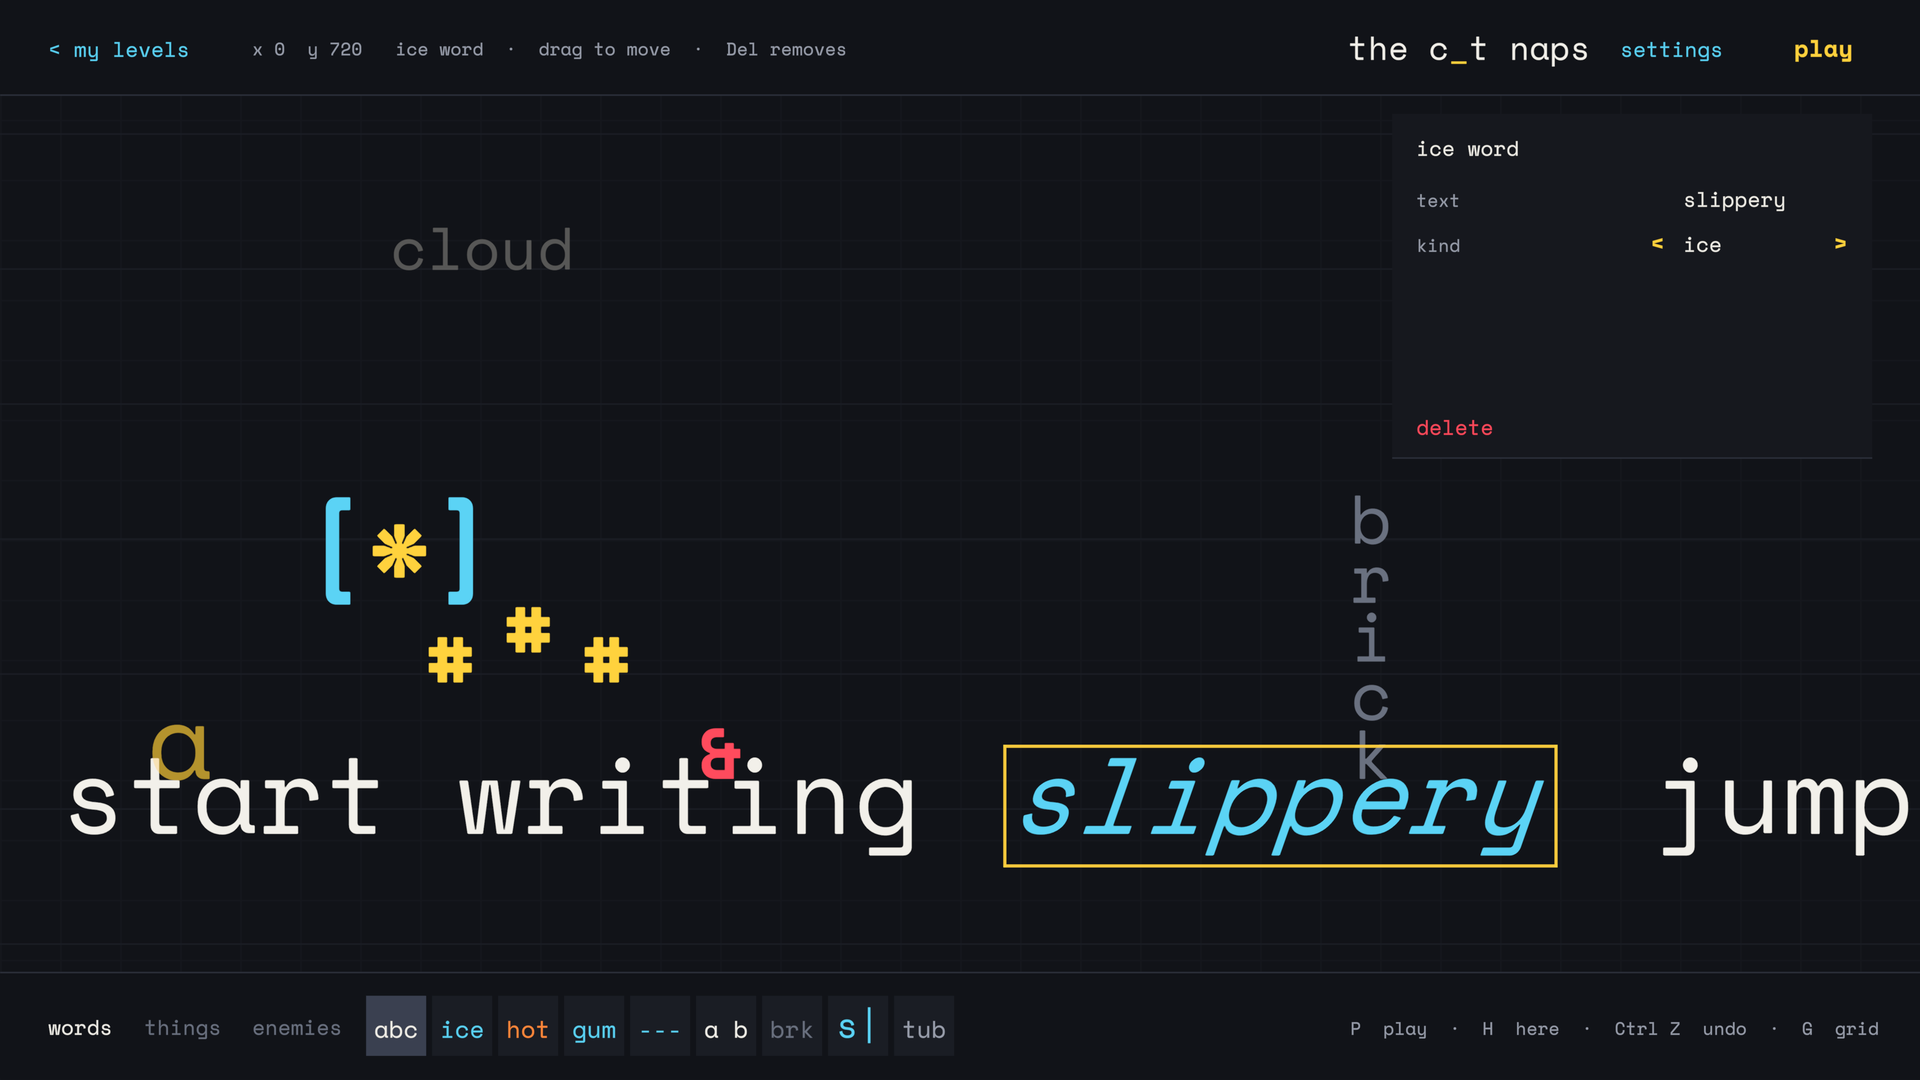 < my levels x 0 y 720 ice word · drag to move · Del removes the c_t naps settings play
ice word
text slippery
kind < ice >
delete
cloud
[*]
#
# #
brick
a &
start writing slippery jump
words things enemies abc ice hot gum --- a b brk S| tub P play · H here · Ctrl Z undo · G grid